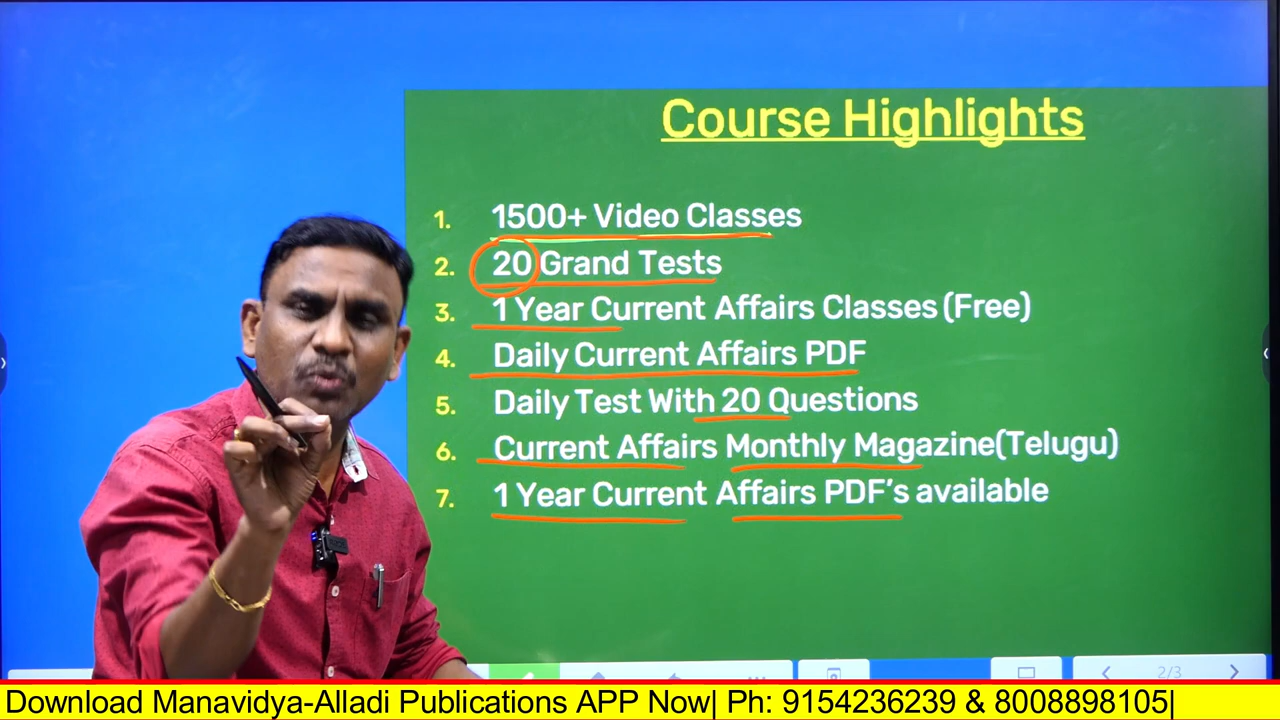 Course Highlights
1. 1500+ Video Classes
2. 20 Grand Tests
3. 1 Year Current Affairs Classes (Free)
4. Daily Current Affairs PDF
5. Daily Test With 20 Questions
6. Current Affairs Monthly Magazine(Telugu)
7. 1 Year Current Affairs PDF's available
2/3
Download Manavidya-Alladi Publications APP Now| Ph: 9154236239 & 8008898105|